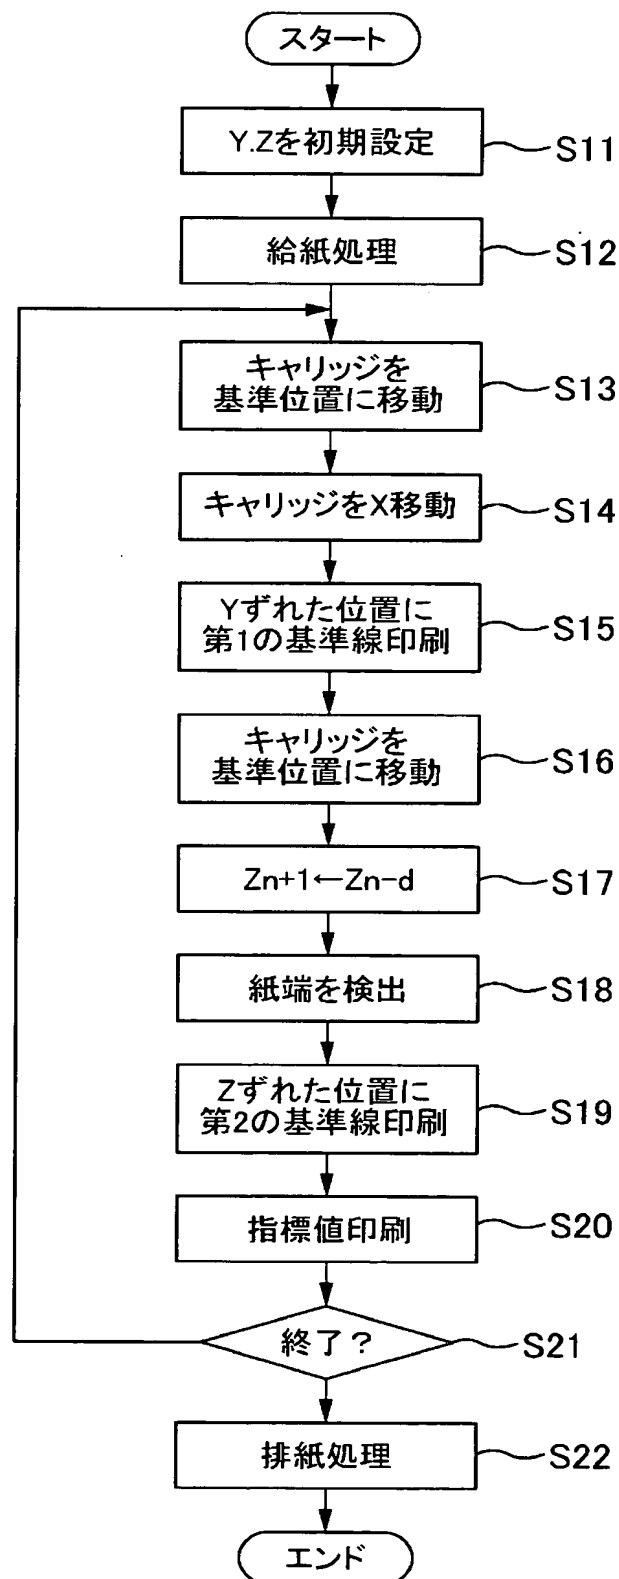 スタート
Y.Zを初期設定
S11
給紙処理
S12
キャリッジを
基準位置に移動
S13
キャリッジをX移動
S14
Yずれた位置に
第1の基準線印刷
S15
キャリッジを
基準位置に移動
S16
Zn+1←Zn-d
S17
紙端を検出
S18
Zずれた位置に
第2の基準線印刷
S19
指標値印刷
S20
終了?
S21
排紙処理
S22
エンド